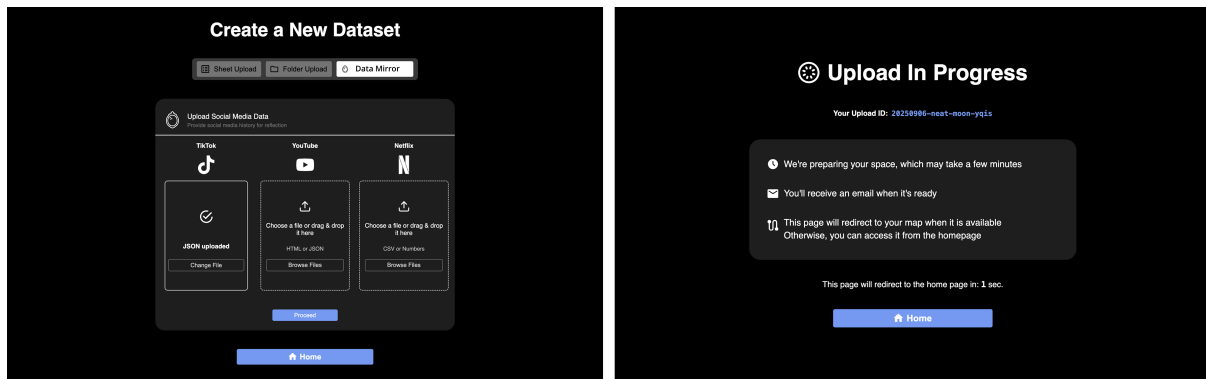 Create a New Dataset
Sheet Upload
Folder Upload
Data Mirror
Upload Social Media Data
Provide social media history for reflection
TikTok
YouTube
Netflix
JSON uploaded
Change File
Choose a file or drag & drop
it here
HTML or JSON
Browse Files
Choose a file or drag & drop
it here
CSV or Numbers
Browse Files
Proceed
Home
Upload In Progress
Your Upload ID: 20250906-neat-moon-yqis
We're preparing your space, which may take a few minutes
You'll receive an email when it's ready
This page will redirect to your map when it is available
Otherwise, you can access it from the homepage
This page will redirect to the home page in: 1 sec.
Home